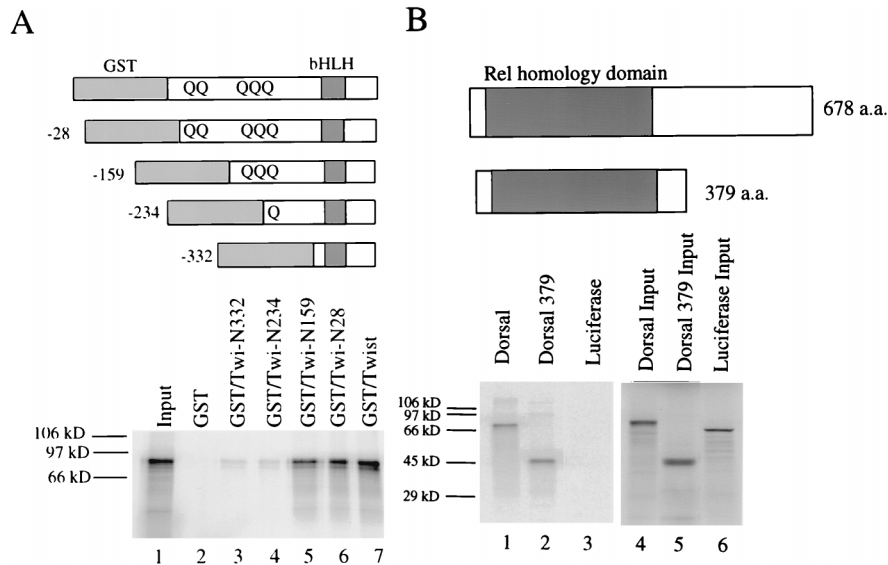 A
GST
bHLH
QQ QQQ
-28 QQ QQQ
-159 QQQ
-234 Q
-332
Input
GST
GST/Twi-N332
GST/Twi-N234
GST/Twi-N159
GST/Twi-N28
GST/Twist
106 kD
97 kD
66 kD
1 2 3 4 5 6 7
B
Rel homology domain
678 a.a.
379 a.a.
Dorsal
Dorsal 379
Luciferase
Dorsal Input
Dorsal 379 Input
Luciferase Input
106 kD
97 kD
66 kD
45 kD
29 kD
1 2 3 4 5 6